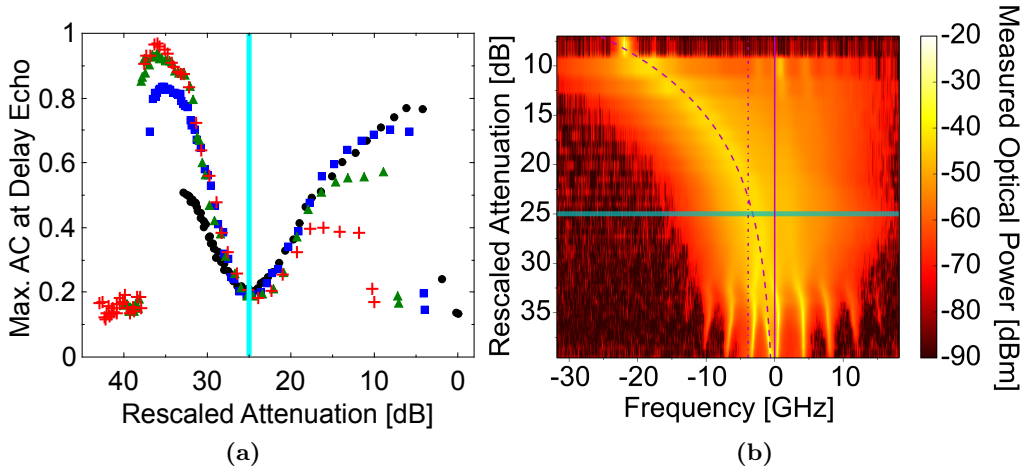 1
0.8
0.6
0.4
0.2
0
Max. AC at Delay Echo
40 30 20 10 0
Rescaled Attenuation [dB]
(a)
10
15
20
25
30
35
Rescaled Attenuation [dB]
-30 -20 -10 0 10
Frequency [GHz]
(b)
-20
-30
-40
-50
-60
-70
-80
-90
Measured Optical Power [dBm]